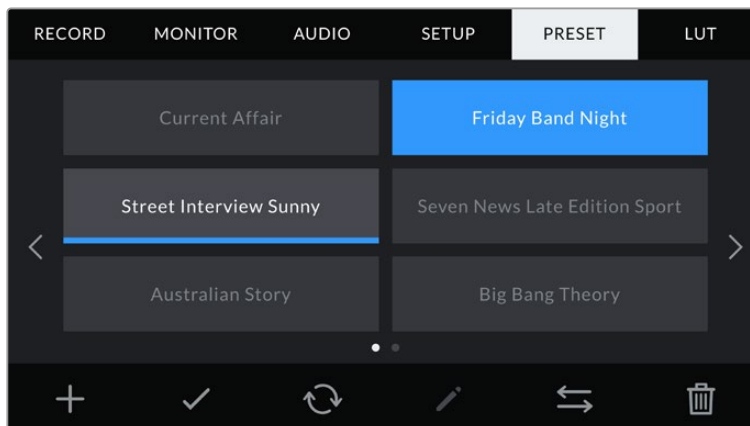 RECORD MONITOR AUDIO SETUP PRESET LUT
Current Affair Friday Band Night
Street Interview Sunny Seven News Late Edition Sport
Australian Story Big Bang Theory